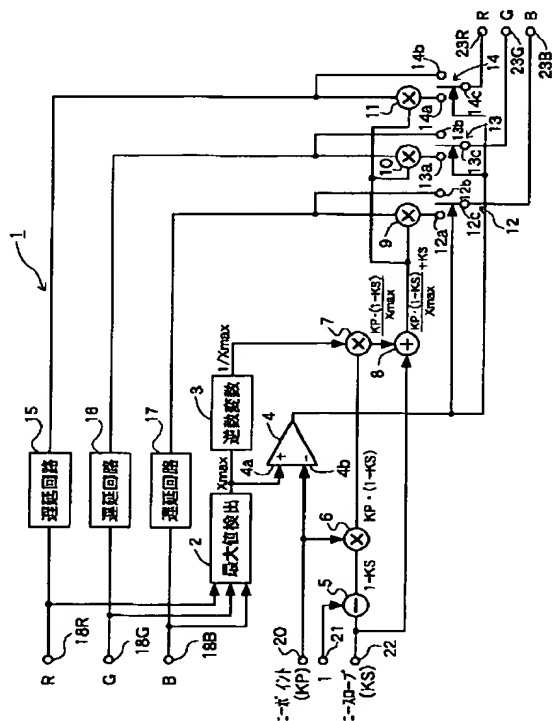 1
15
遅延回路
16
遅延回路
17
遅延回路
R
18R
G
18G
B
18B
2
最大値検出
Xmax
3
逆数変数
1/Xmax
4
4a
+
4b
-
7
×
KP·(1-KS)
Xmax
8
+
KP·(1-KS)
Xmax
+KS
6
×
KP·(1-KS)
5
−
1-KS
ニーポイント
(KP)
20
1
21
ニースロープ
(KS)
22
9
×
10
×
11
×
12a
12b
12c
12
13a
13b
13c
13
14a
14b
14c
14
R
23R
G
23G
B
23B